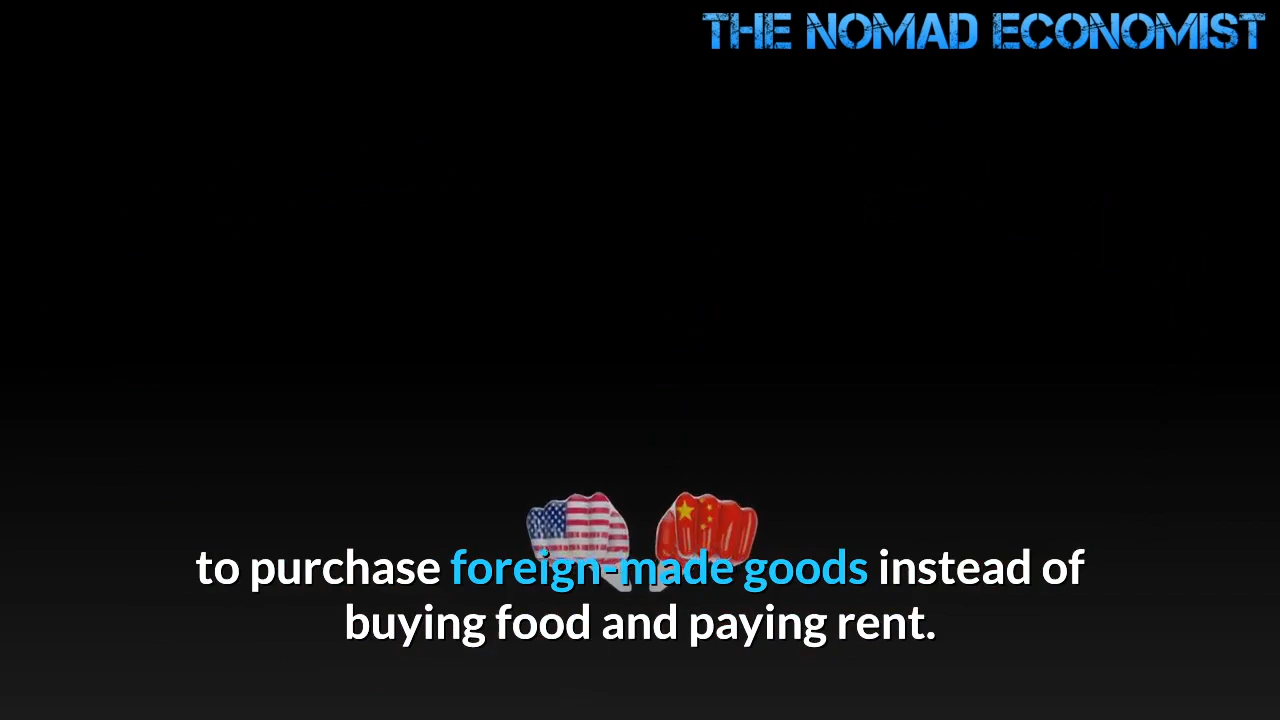 THE NOMAD ECONOMIST
to purchase foreign-made goods instead of
buying food and paying rent.